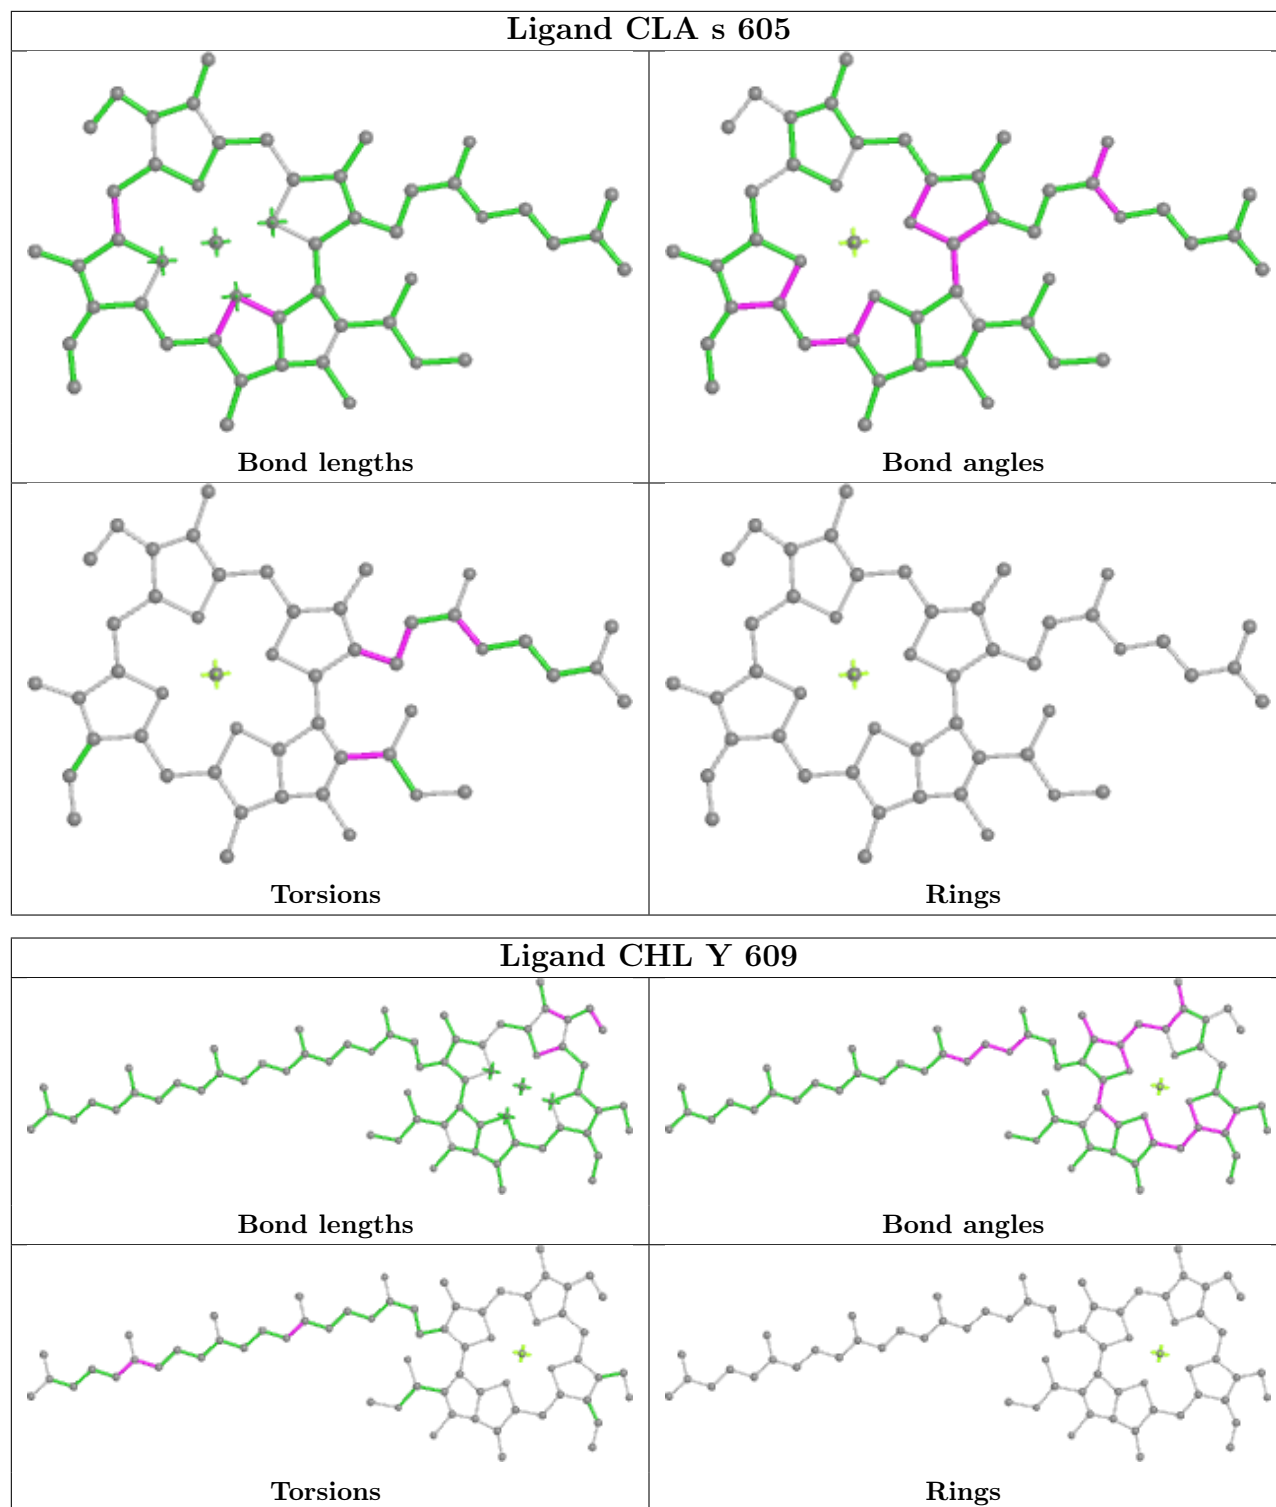 Ligand CLA s 605
Bond lengths
Bond angles
Torsions
Rings
Ligand CHL Y 609
Bond lengths
Bond angles
Torsions
Rings